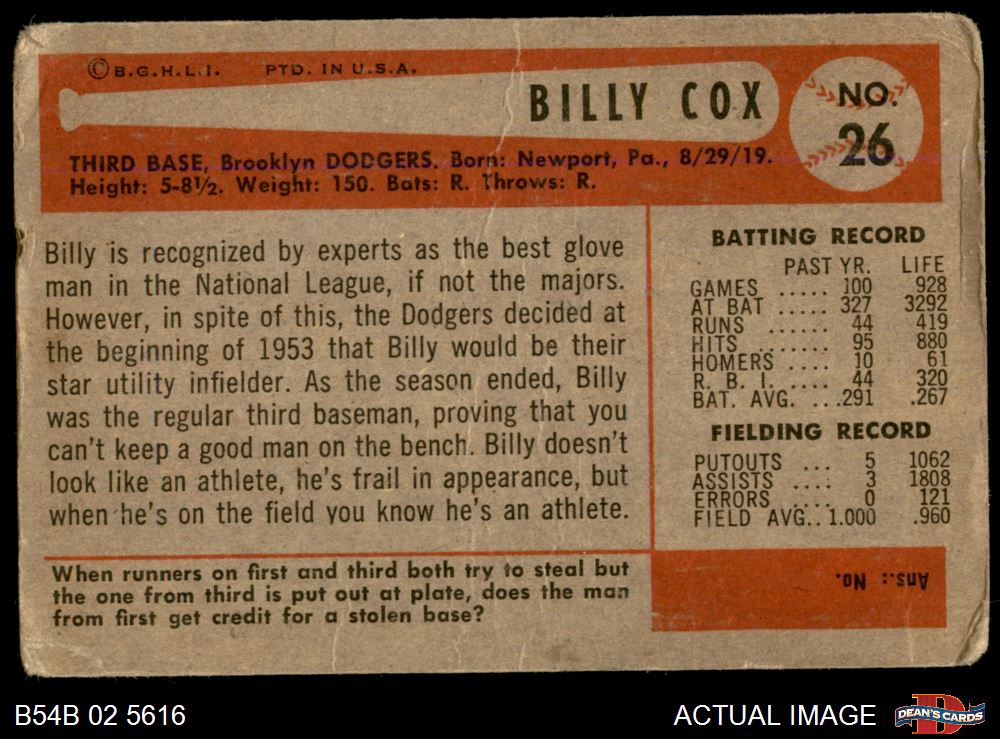 ©B.G.H.L.I. PTD. IN U.S.A.
BILLY COX
NO.
26
THIRD BASE, Brooklyn DODGERS. Born: Newport, Pa., 8/29/19.
Height: 5-8½. Weight: 150. Bats: R. Throws: R.
Billy is recognized by experts as the best glove
man in the National League, if not the majors.
However, in spite of this, the Dodgers decided at
the beginning of 1953 that Billy would be their
star utility infielder. As the season ended, Billy
was the regular third baseman, proving that you
can't keep a good man on the bench. Billy doesn't
look like an athlete, he's frail in appearance, but
when he's on the field you know he's an athlete.
BATTING RECORD
PAST YR. LIFE
GAMES ..... 100 928
AT BAT ..... 327 3292
RUNS ...... 44 419
HITS ....... 95 880
HOMERS .... 10 61
R. B. I. .... 44 320
BAT. AVG. ...291 .267
FIELDING RECORD
PUTOUTS ... 5 1062
ASSISTS .... 3 1808
ERRORS .... 0 121
FIELD AVG.. 1.000 .960
When runners on first and third both try to steal but
the one from third is put out at plate, does the man
from first get credit for a stolen base?
Ans.: No.
B54B 02 5616
ACTUAL IMAGE
D
DEAN'S CARDS